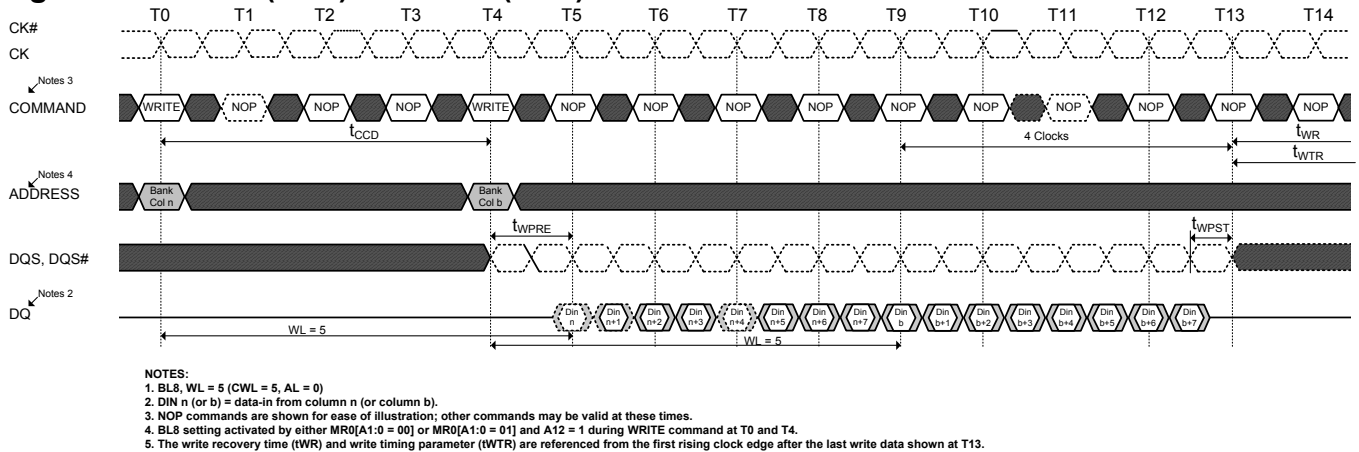 T0 T1 T2 T3 T4 T5 T6 T7 T8 T9 T10 T11 T12 T13 T14
CK#
CK
Notes 3
COMMAND
WRITE NOP NOP NOP WRITE NOP NOP NOP NOP NOP NOP NOP NOP NOP NOP
tCCD
4 Clocks
tWR
tWTR
Notes 4
ADDRESS
Bank Bank
Col n Col b
tWPRE
tWPST
DQS, DQS#
Notes 2
DQ
Din Din Din Din Din Din Din Din Din Din Din Din Din Din Din Din
n n+1 n+2 n+3 n+4 n+5 n+6 n+7 b b+1 b+2 b+3 b+4 b+5 b+6 b+7
WL = 5
WL = 5
NOTES:
1. BL8, WL = 5 (CWL = 5, AL = 0)
2. DIN n (or b) = data-in from column n (or column b).
3. NOP commands are shown for ease of illustration; other commands may be valid at these times.
4. BL8 setting activated by either MR0[A1:0 = 00] or MR0[A1:0 = 01] and A12 = 1 during WRITE command at T0 and T4.
5. The write recovery time (tWR) and write timing parameter (tWTR) are referenced from the first rising clock edge after the last write data shown at T13.